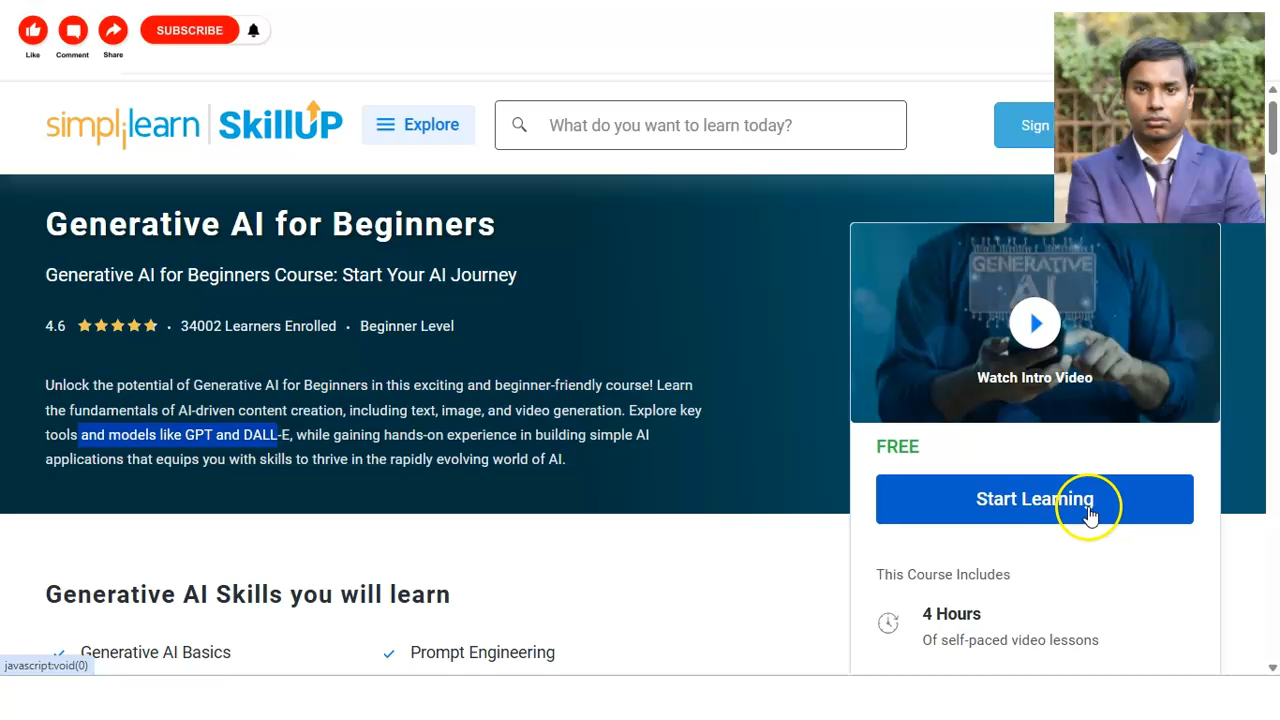 SUBSCRIBE
Like Comment Share
simplilearn SkillUP
Explore
What do you want to learn today?
Sign
Generative AI for Beginners
Generative AI for Beginners Course: Start Your AI Journey
4.6 . 34002 Learners Enrolled • Beginner Level
Unlock the potential of Generative AI for Beginners in this exciting and beginner-friendly course! Learn
the fundamentals of AI-driven content creation, including text, image, and video generation. Explore key
tools and models like GPT and DALL-E, while gaining hands-on experience in building simple AI
applications that equips you with skills to thrive in the rapidly evolving world of AI.
GENERATIVE
AI
Watch Intro Video
FREE
Start Learning
This Course Includes
4 Hours
Of self-paced video lessons
Generative AI Skills you will learn
Generative AI Basics
Prompt Engineering
javascript:void(0)